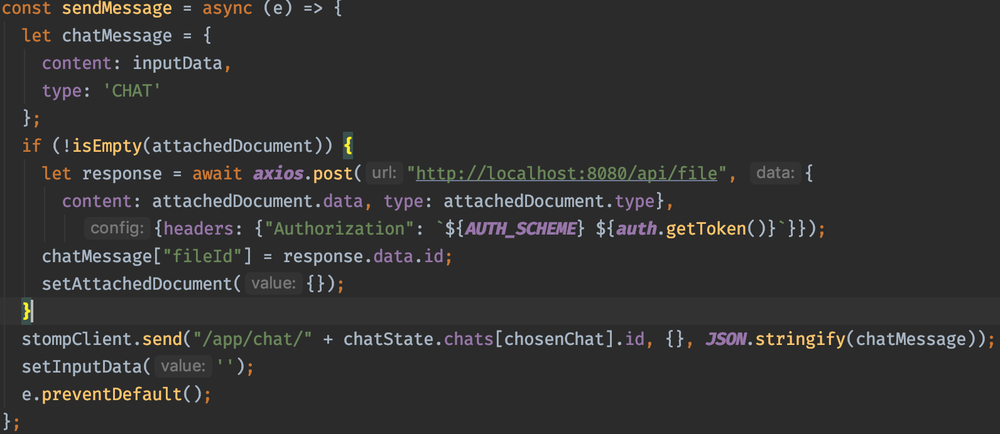 const sendMessage = async (e) => {
let chatMessage = {
content: inputData,
type: 'CHAT'
};
if (!isEmpty(attachedDocument)) {
let response = await axios.post( url: "http://localhost:8080/api/file", data: {
content: attachedDocument.data, type: attachedDocument.type},
config: {headers: {"Authorization": `${AUTH_SCHEME} ${auth.getToken()}`}});
chatMessage["fileId"] = response.data.id;
setAttachedDocument( value: {});
}
stompClient.send("/app/chat/" + chatState.chats[chosenChat].id, {}, JSON.stringify(chatMessage));
setInputData( value: '');
e.preventDefault();
};